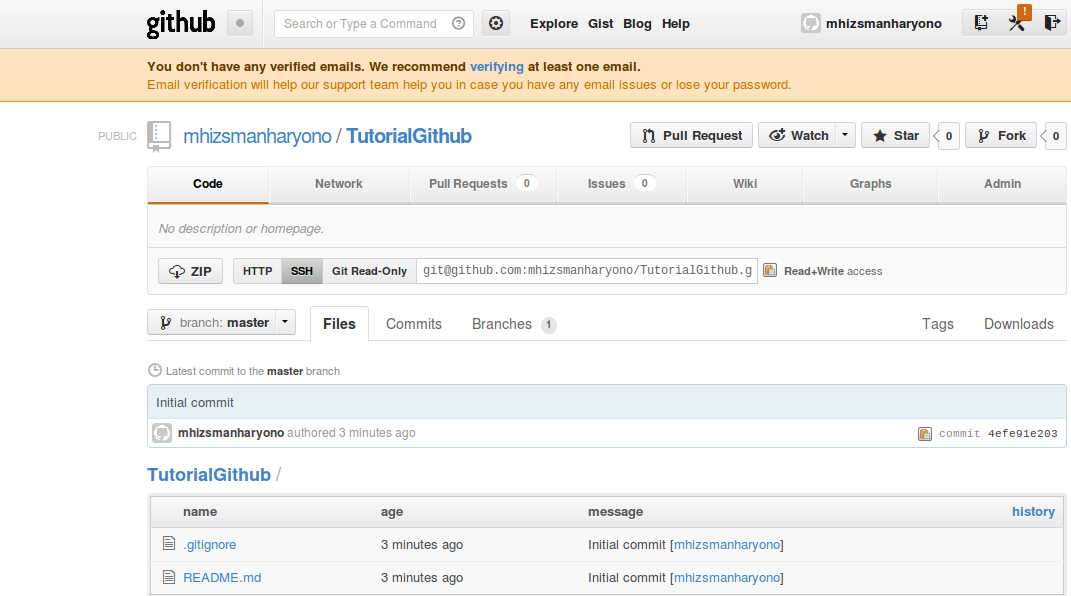 github Search or Type a Command Explore Gist Blog Help mhizsmanharyono !
You don't have any verified emails. We recommend verifying at least one email.
Email verification will help our support team help you in case you have any email issues or lose your password.
PUBLIC mhizsmanharyono / TutorialGithub Pull Request Watch Star 0 Fork 0
Code Network Pull Requests 0 Issues 0 Wiki Graphs Admin
No description or homepage.
ZIP HTTP SSH Git Read-Only git@github.com:mhizsmanharyono/TutorialGithub.g Read+Write access
branch: master Files Commits Branches 1 Tags Downloads
Latest commit to the master branch
Initial commit
mhizsmanharyono authored 3 minutes ago commit 4efe91e203
TutorialGithub /
name age message history
.gitignore 3 minutes ago Initial commit [mhizsmanharyono]
README.md 3 minutes ago Initial commit [mhizsmanharyono]